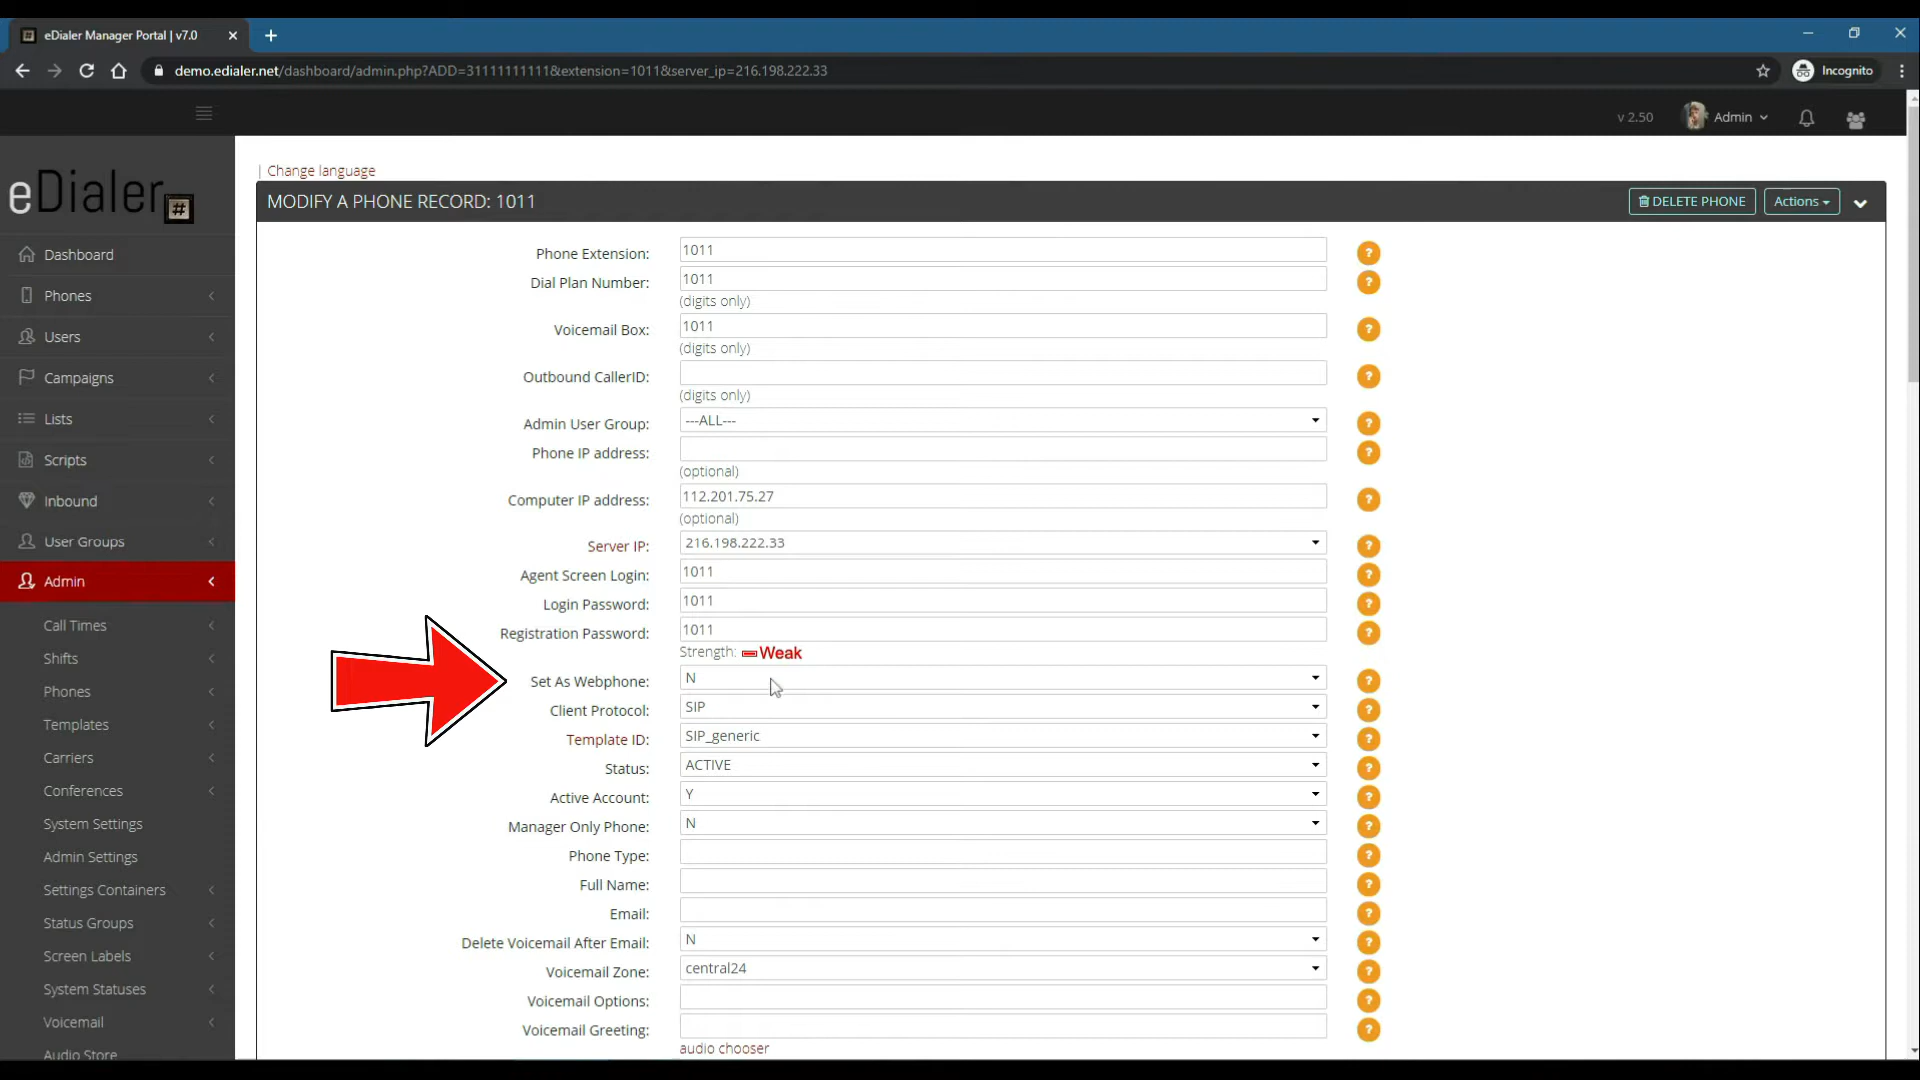 eDialer Manager Portal | v7.0
demo.edialer.net/dashboard/admin.php?ADD=31111111111&extension=1011&server_ip=216.198.222.33
Incognito
v 2.50
Admin
eDialer #
Dashboard
Phones
Users
Campaigns
Lists
Scripts
Inbound
User Groups
Admin
Call Times
Shifts
Phones
Templates
Carriers
Conferences
System Settings
Admin Settings
Settings Containers
Status Groups
Screen Labels
System Statuses
Voicemail
Audio Store
| Change language
MODIFY A PHONE RECORD: 1011
DELETE PHONE
Actions
Phone Extension: 1011 ?
Dial Plan Number: 1011 ?
(digits only)
Voicemail Box: 1011 ?
(digits only)
Outbound CallerID: ?
(digits only)
Admin User Group: ---ALL--- ?
Phone IP address: ?
(optional)
Computer IP address: 112.201.75.27 ?
(optional)
Server IP: 216.198.222.33 ?
Agent Screen Login: 1011 ?
Login Password: 1011 ?
Registration Password: 1011 ?
Strength: Weak
Set As Webphone: N ?
Client Protocol: SIP ?
Template ID: SIP_generic ?
Status: ACTIVE ?
Active Account: Y ?
Manager Only Phone: N ?
Phone Type: ?
Full Name: ?
Email: ?
Delete Voicemail After Email: N ?
Voicemail Zone: central24 ?
Voicemail Options: ?
Voicemail Greeting: ?
audio chooser